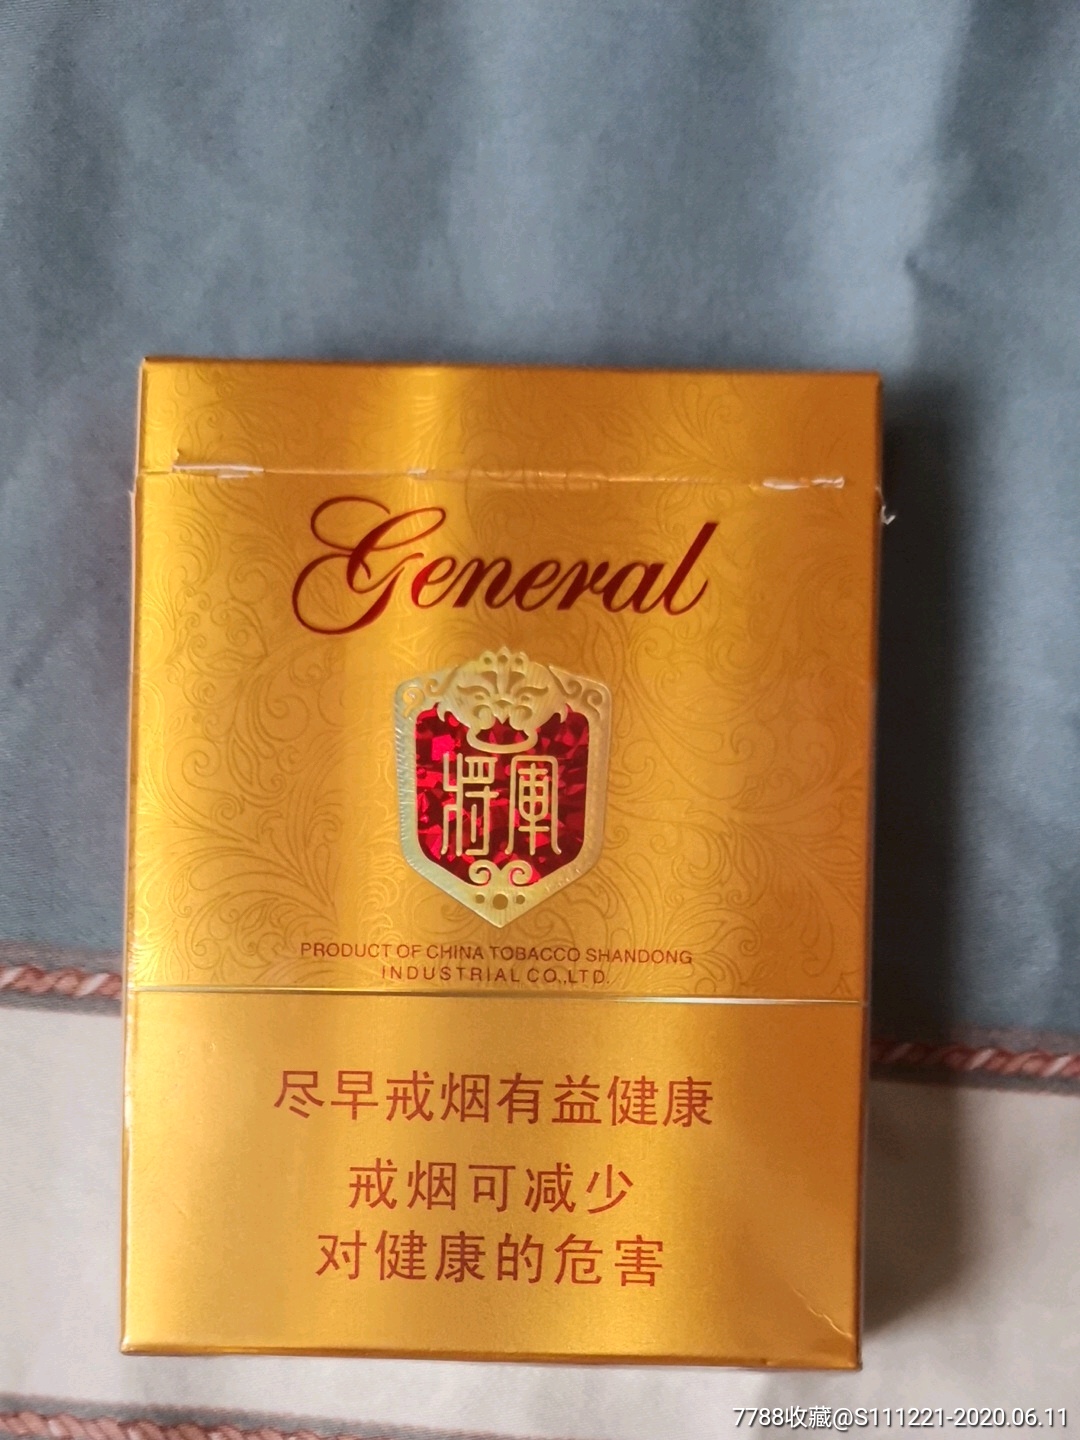 General
將軍
PRODUCT OF CHINA TOBACCO SHANDONG
INDUSTRIAL CO.,LTD.
尽早戒烟有益健康
戒烟可减少
对健康的危害
7788收藏@S111221-2020.06.11